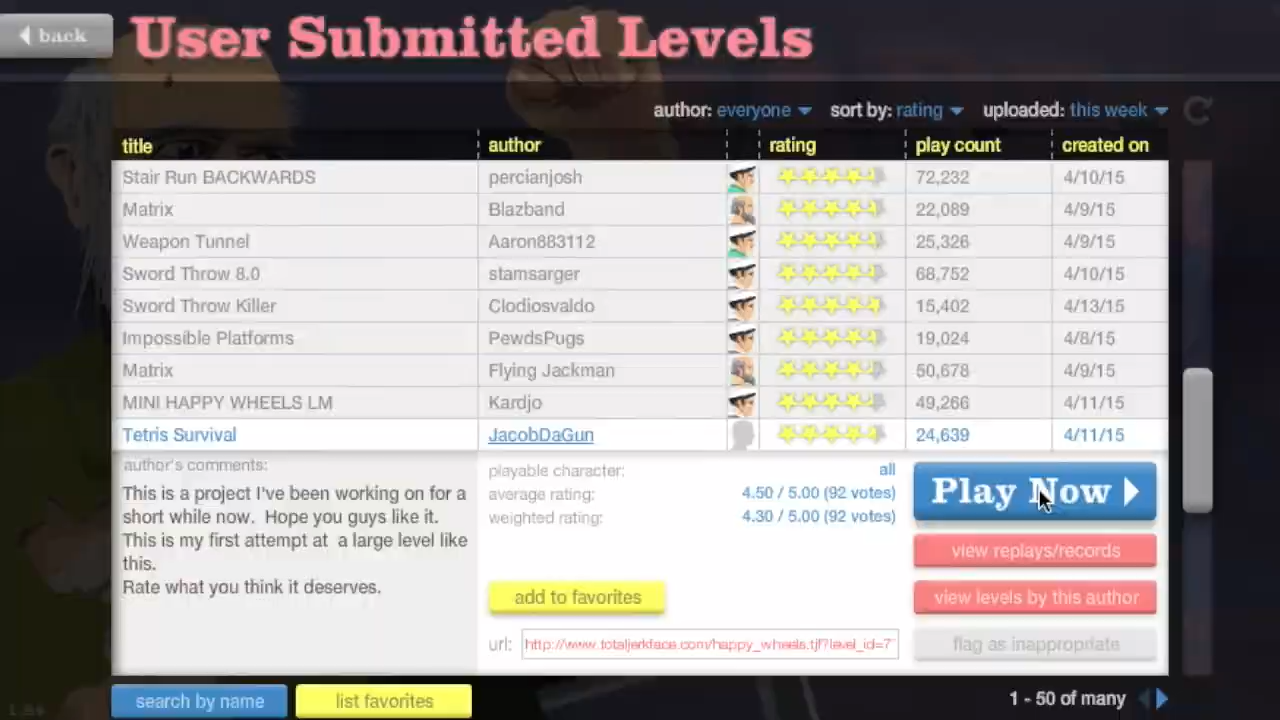 back
User Submitted Levels
author: everyone sort by: rating uploaded: this week
title author rating play count created on
Stair Run BACKWARDS percianjosh 72,232 4/10/15
Matrix Blazband 22,089 4/9/15
Weapon Tunnel Aaron883112 25,326 4/9/15
Sword Throw 8.0 stamsarger 68,752 4/10/15
Sword Throw Killer Clodiosvaldo 15,402 4/13/15
Impossible Platforms PewdsPugs 19,024 4/8/15
Matrix Flying Jackman 50,678 4/9/15
MINI HAPPY WHEELS LM Kardjo 49,266 4/11/15
Tetris Survival JacobDaGun 24,639 4/11/15
author's comments:
This is a project I've been working on for a
short while now. Hope you guys like it.
This is my first attempt at a large level like
this.
Rate what you think it deserves.
playable character: all
average rating: 4.50 / 5.00 (92 votes)
weighted rating: 4.30 / 5.00 (92 votes)
add to favorites
url: http://www.totaljerkface.com/happy_wheels.tjf?level_id=7
Play Now
view replays/records
view levels by this author
flag as inappropriate
search by name list favorites 1 - 50 of many